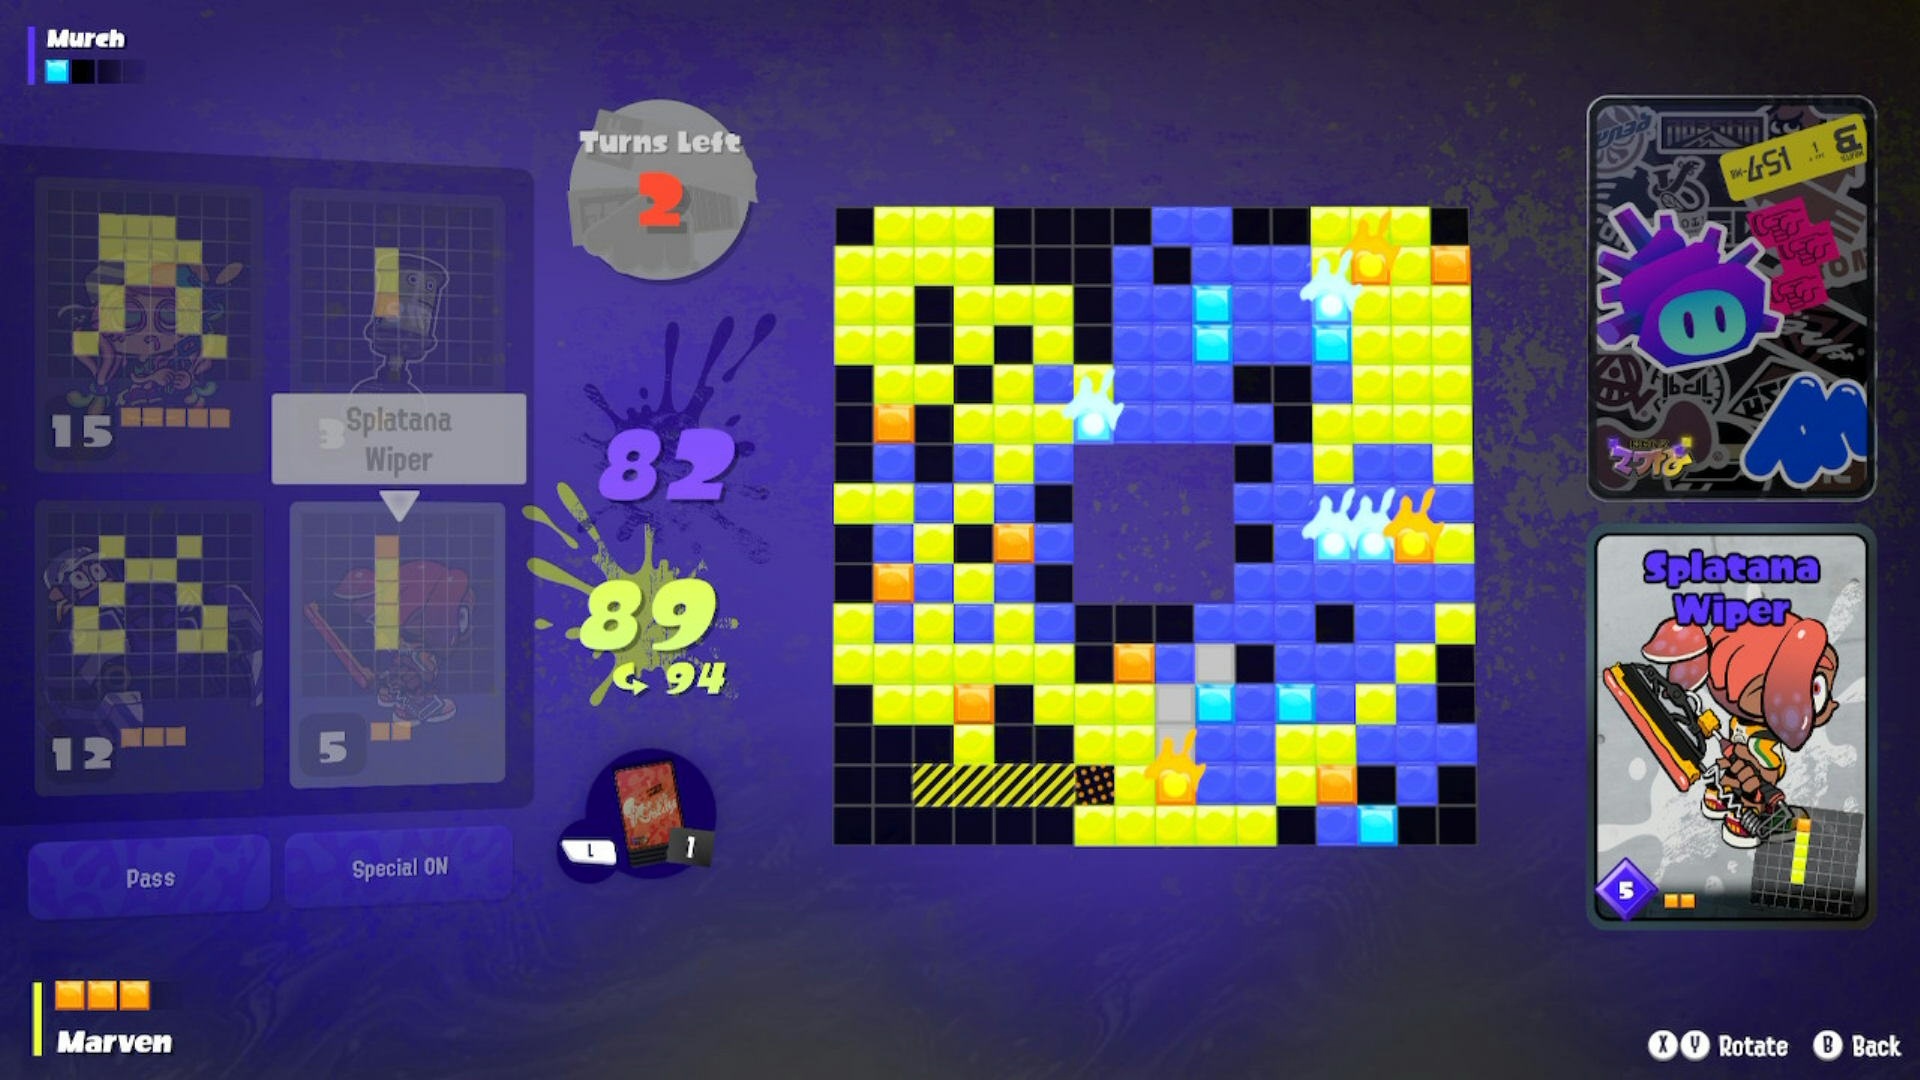 Murch
Turns Left
2
15
3
Splatana
Wiper
82
89
94
12
5
1
L
Pass
Special ON
Marven
Splatana
Wiper
5
X Y Rotate B Back